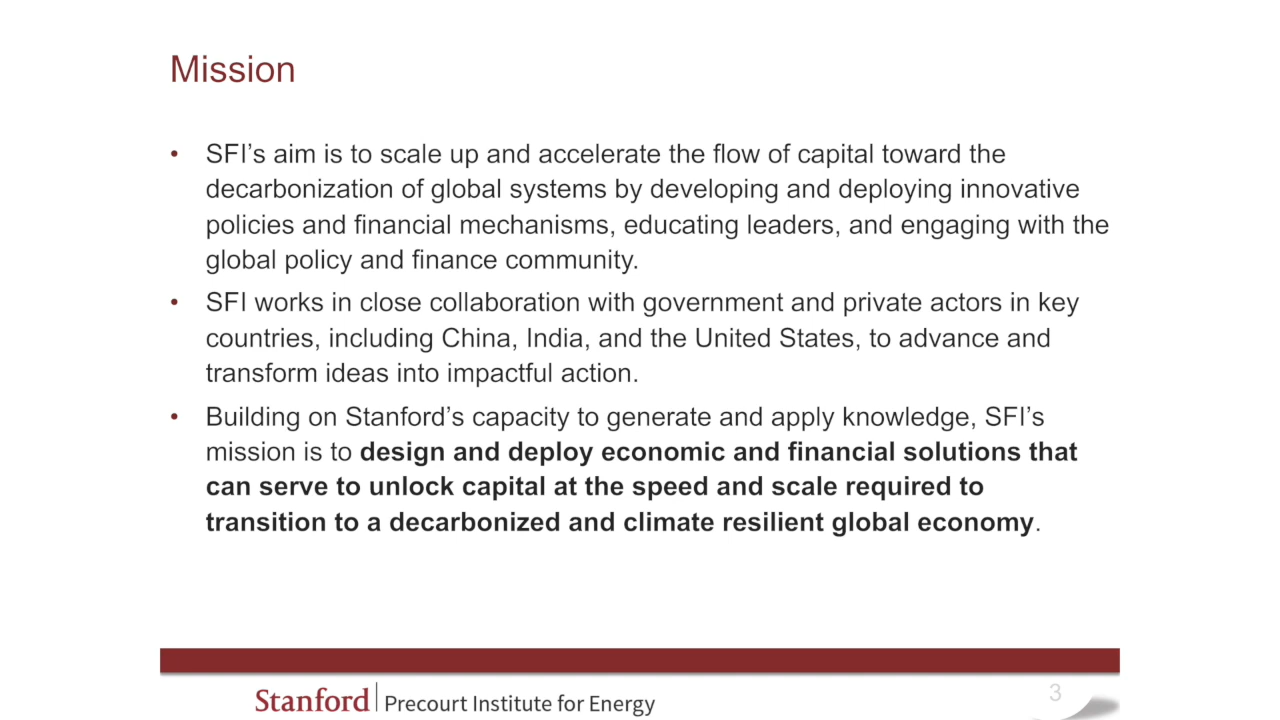 Mission
• SFI's aim is to scale up and accelerate the flow of capital toward the
decarbonization of global systems by developing and deploying innovative
policies and financial mechanisms, educating leaders, and engaging with the
global policy and finance community.
• SFI works in close collaboration with government and private actors in key
countries, including China, India, and the United States, to advance and
transform ideas into impactful action.
• Building on Stanford's capacity to generate and apply knowledge, SFI's
mission is to design and deploy economic and financial solutions that
can serve to unlock capital at the speed and scale required to
transition to a decarbonized and climate resilient global economy.
Stanford | Precourt Institute for Energy
3